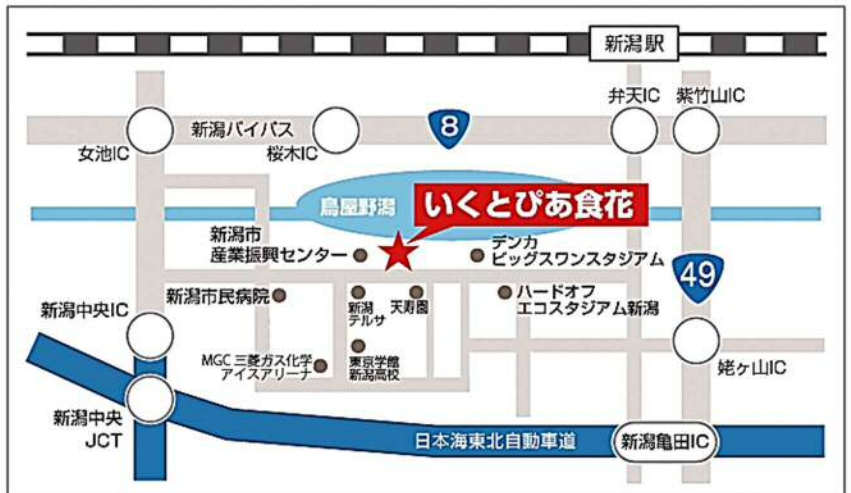 新潟駅
弁天IC
紫竹山IC
新潟バイパス
8
女池IC
桜木IC
鳥屋野潟
いくとぴあ食花
新潟市
産業振興センター
デンカ
ビッグスワンスタジアム
49
新潟市民病院
新潟
テルサ
天寿園
ハードオフ
エコスタジアム新潟
新潟中央IC
MGC 三菱ガス化学
アイスアリーナ
東京学館
新潟高校
姥ヶ山IC
新潟中央
JCT
日本海東北自動車道
新潟亀田IC